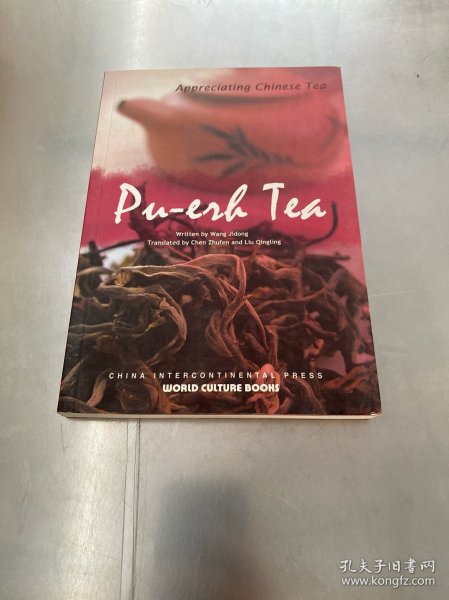 Appreciating Chinese Tea
Pu-erh Tea
Written by Wang Jidong
Translated by Chen Zhufen and Liu Qingling
CHINA INTERCONTINENTAL PRESS
WORLD CULTURE BOOKS
孔夫子旧书网
www.kongfz.com